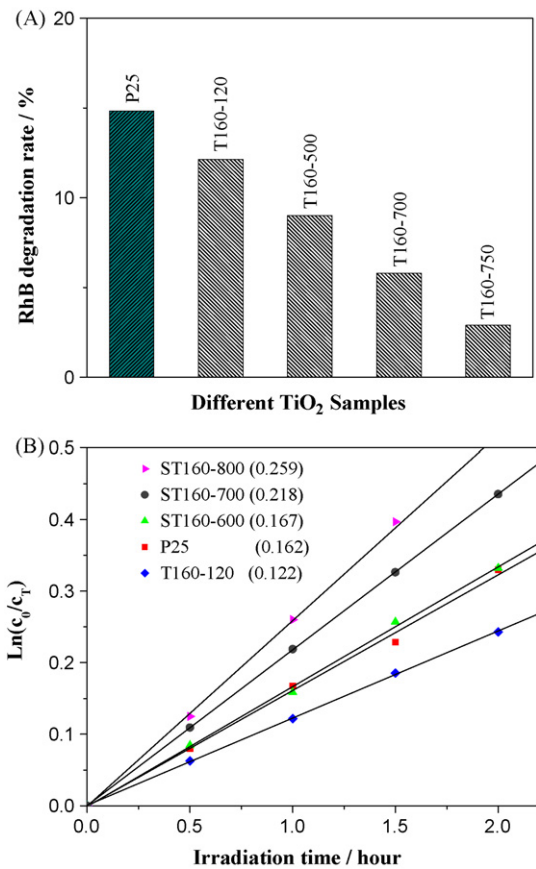 (A)
20
10
0
RhB degradation rate / %
P25
T160-120
T160-500
T160-700
T160-750
Different TiO₂ Samples
(B)
0.5
0.4
0.3
0.2
0.1
0.0
Ln(c₀/c_T)
ST160-800 (0.259)
ST160-700 (0.218)
ST160-600 (0.167)
P25 (0.162)
T160-120 (0.122)
0.0 0.5 1.0 1.5 2.0
Irradiation time / hour